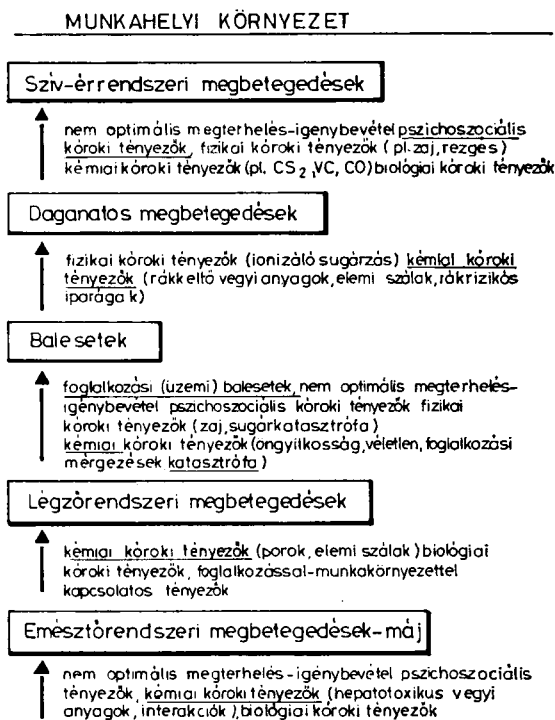 MUNKAHELYI KÖRNYEZET
Szív-érrendszeri megbetegedések
nem optimális megterhelés-igénybevétel pszichoszociális
kóroki tényezők, fizikai kóroki tényezők (pl. zaj, rezgés)
kémiai kóroki tényezők (pl. CS2, VC, CO) biológiai kóroki tényezők
Daganatos megbetegedések
fizikai kóroki tényezők (ionizáló sugárzás) kémiai kóroki
tényezők (rákkeltő vegyi anyagok, elemi szálak, rákrizikós
iparágak)
Balesetek
foglalkozási (üzemi) balesetek, nem optimális megterhelés-
igénybevétel pszichoszociális kóroki tényezők fizikai
kóroki tényezők (zaj, sugárkatasztrófa)
kémiai kóroki tényezők (öngyilkosság, véletlen, foglalkozási
mérgezések katasztrófa)
Légzőrendszeri megbetegedések
kémiai kóroki tényezők (porok, elemi szálak) biológiai
kóroki tényezők, foglalkozással-munkakörnyezettel
kapcsolatos tényezők
Emésztőrendszeri megbetegedések-máj
nem optimális megterhelés-igénybevétel pszichoszociális
tényezők, kémiai kóroki tényezők (hepatotoxikus vegyi
anyagok, interakciók), biológiai kóroki tényezők